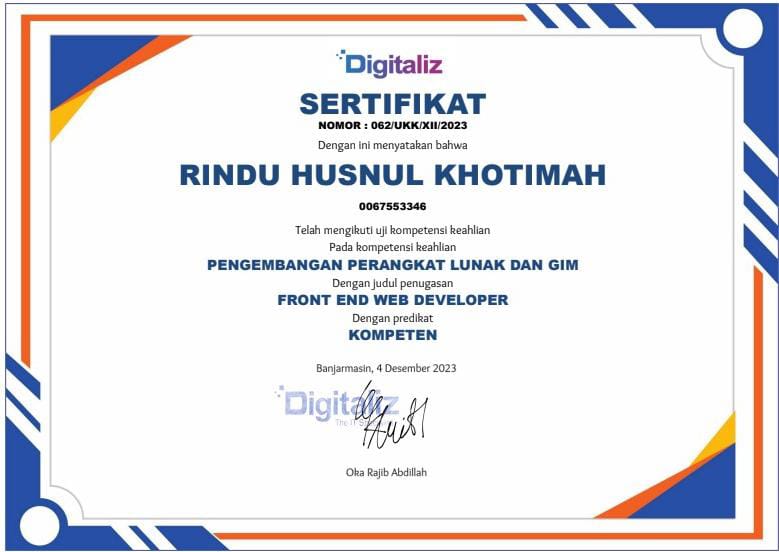 Digitaliz
SERTIFIKAT
NOMOR : 062/UKK/XII/2023
Dengan ini menyatakan bahwa
RINDU HUSNUL KHOTIMAH
0067553346
Telah mengikuti uji kompetensi keahlian
Pada kompetensi keahlian
PENGEMBANGAN PERANGKAT LUNAK DAN GIM
Dengan judul penugasan
FRONT END WEB DEVELOPER
Dengan predikat
KOMPETEN
Banjarmasin, 4 Desember 2023
Digitaliz
The IT
Oka Rajib Abdillah